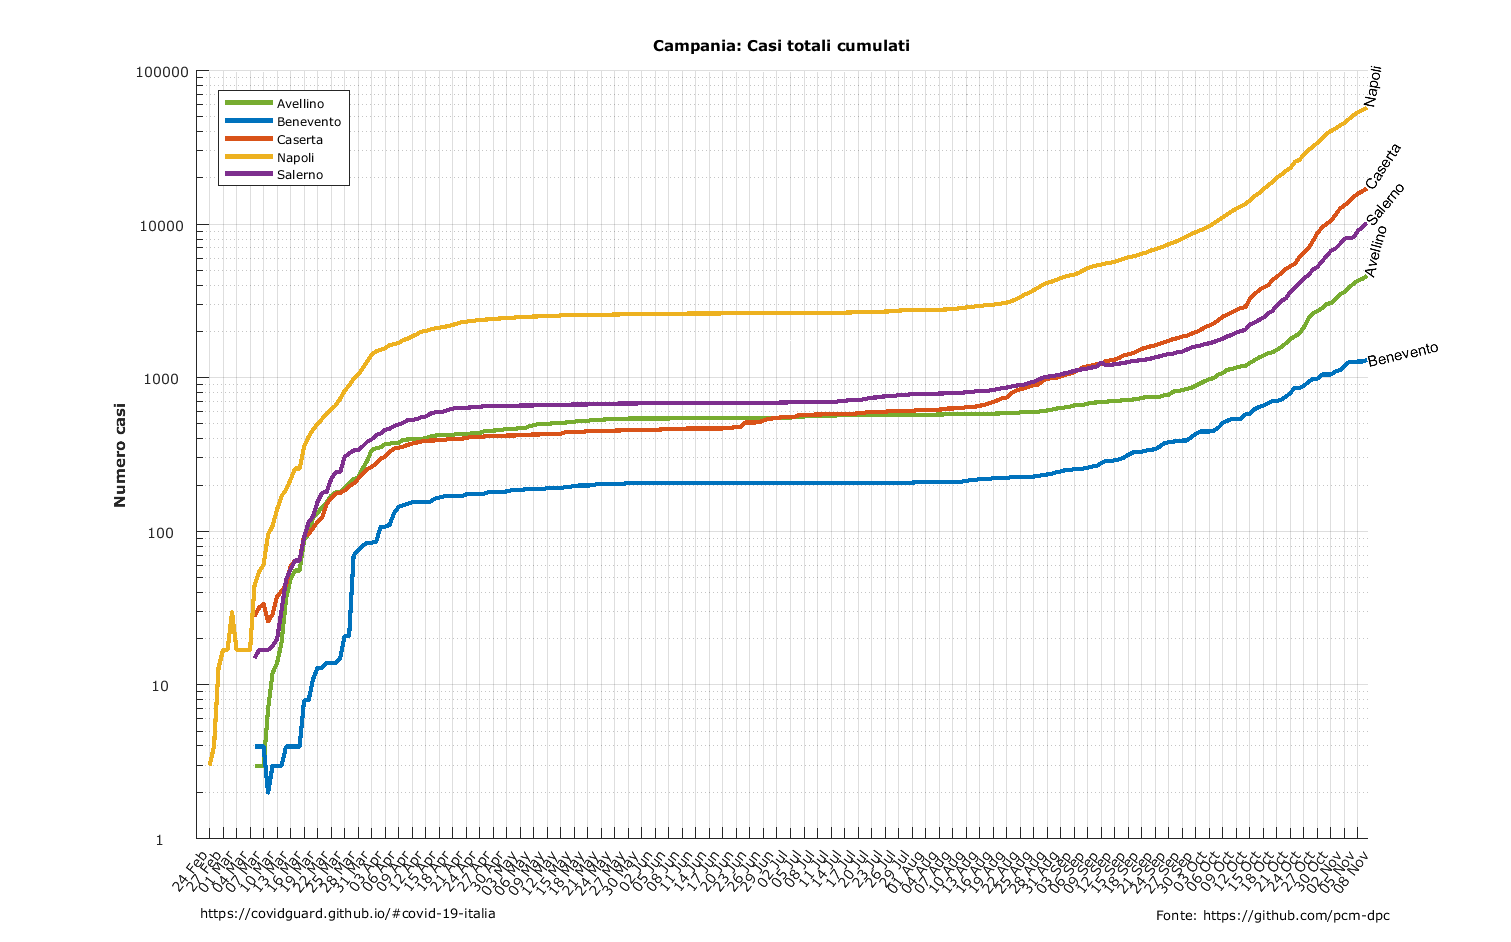 Campania: Casi totali cumulati
100000
10000
1000
100
10
1
Numero casi
Avellino
Benevento
Caserta
Napoli
Salerno
Napoli
Caserta
Salerno
Avellino
Benevento
24 Feb
27 Feb
01 Mar
04 Mar
07 Mar
10 Mar
13 Mar
16 Mar
19 Mar
22 Mar
25 Mar
28 Mar
31 Mar
03 Apr
06 Apr
09 Apr
12 Apr
15 Apr
18 Apr
21 Apr
24 Apr
27 Apr
30 Apr
03 May
06 May
09 May
12 May
15 May
18 May
21 May
24 May
27 May
30 May
02 Jun
05 Jun
08 Jun
11 Jun
14 Jun
17 Jun
20 Jun
23 Jun
26 Jun
29 Jun
02 Jul
05 Jul
08 Jul
11 Jul
14 Jul
17 Jul
20 Jul
23 Jul
26 Jul
29 Jul
01 Aug
04 Aug
07 Aug
10 Aug
13 Aug
16 Aug
19 Aug
22 Aug
25 Aug
28 Aug
31 Aug
03 Sep
06 Sep
09 Sep
12 Sep
15 Sep
18 Sep
21 Sep
24 Sep
27 Sep
30 Sep
03 Oct
06 Oct
09 Oct
12 Oct
15 Oct
18 Oct
21 Oct
24 Oct
27 Oct
30 Oct
02 Nov
05 Nov
08 Nov
https://covidguard.github.io/#covid-19-italia
Fonte: https://github.com/pcm-dpc